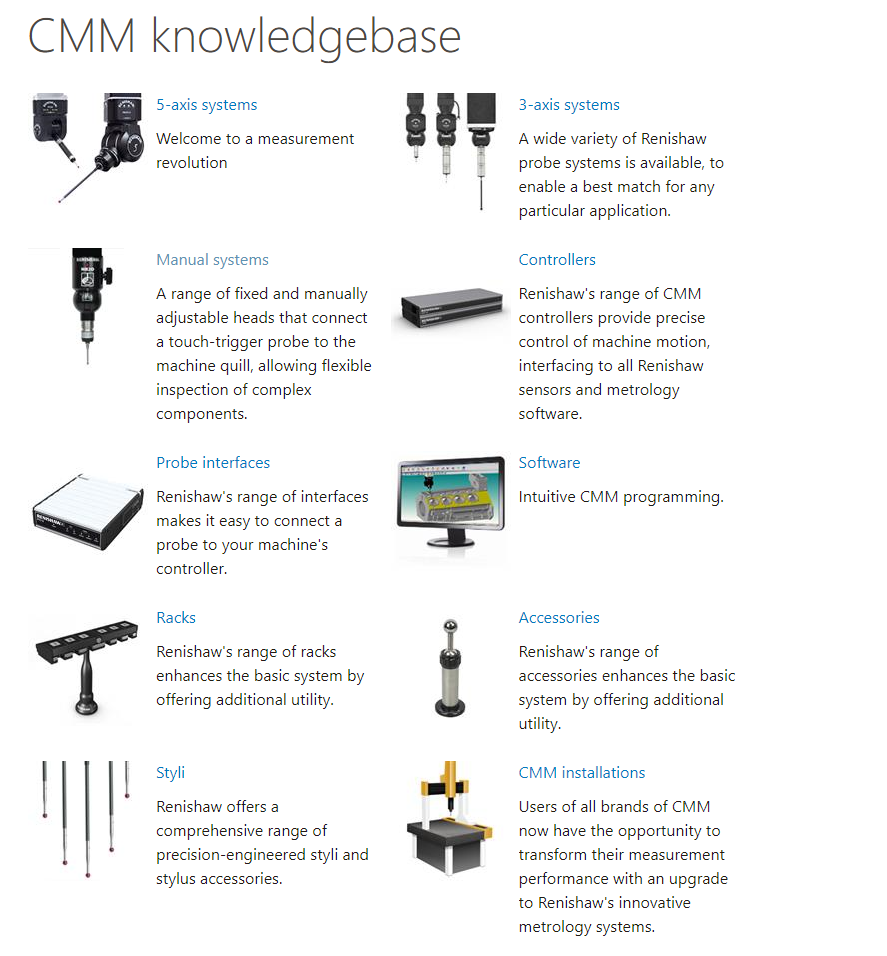 CMM knowledgebase
5-axis systems
Welcome to a measurement
revolution
3-axis systems
A wide variety of Renishaw
probe systems is available, to
enable a best match for any
particular application.
Manual systems
A range of fixed and manually
adjustable heads that connect
a touch-trigger probe to the
machine quill, allowing flexible
inspection of complex
components.
Controllers
Renishaw's range of CMM
controllers provide precise
control of machine motion,
interfacing to all Renishaw
sensors and metrology
software.
Probe interfaces
Renishaw's range of interfaces
makes it easy to connect a
probe to your machine's
controller.
RENISHAW
Software
Intuitive CMM programming.
Racks
Renishaw's range of racks
enhances the basic system by
offering additional utility.
Accessories
Renishaw's range of
accessories enhances the basic
system by offering additional
utility.
Styli
Renishaw offers a
comprehensive range of
precision-engineered styli and
stylus accessories.
CMM installations
Users of all brands of CMM
now have the opportunity to
transform their measurement
performance with an upgrade
to Renishaw's innovative
metrology systems.